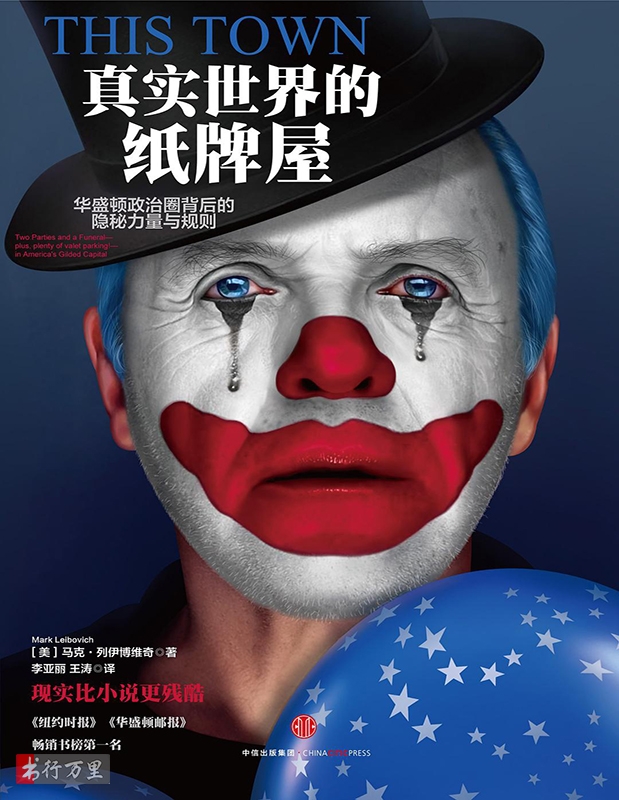 THIS TOWN
真实世界的
纸牌屋
华盛顿政治圈背后的
隐秘力量与规则
Two Parties and a Funeral—
plus, plenty of valet parking!—
in America's Gilded Capital
Mark Leibovich
［美］马克·列伊博维奇◎著
李亚丽 王涛◎译
现实比小说更残酷
《纽约时报》《华盛顿邮报》
畅销书榜第一名
书行万里
中信出版集团·CHINA CITIC PRESS